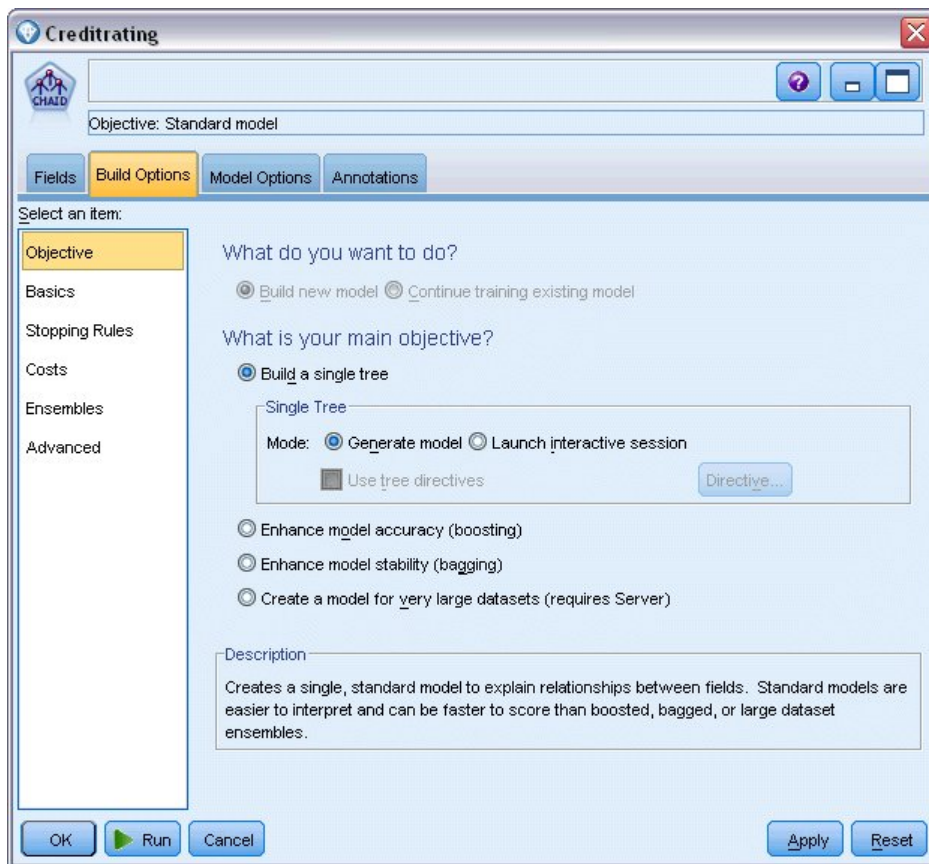 Creditrating
CHAID
Objective: Standard model
Fields Build Options Model Options Annotations
Select an item:
Objective
Basics
Stopping Rules
Costs
Ensembles
Advanced
What do you want to do?
Build new model Continue training existing model
What is your main objective?
Build a single tree
Single Tree
Mode: Generate model Launch interactive session
Use tree directives Directive...
Enhance model accuracy (boosting)
Enhance model stability (bagging)
Create a model for very large datasets (requires Server)
Description
Creates a single, standard model to explain relationships between fields. Standard models are
easier to interpret and can be faster to score than boosted, bagged, or large dataset
ensembles.
OK Run Cancel Apply Reset